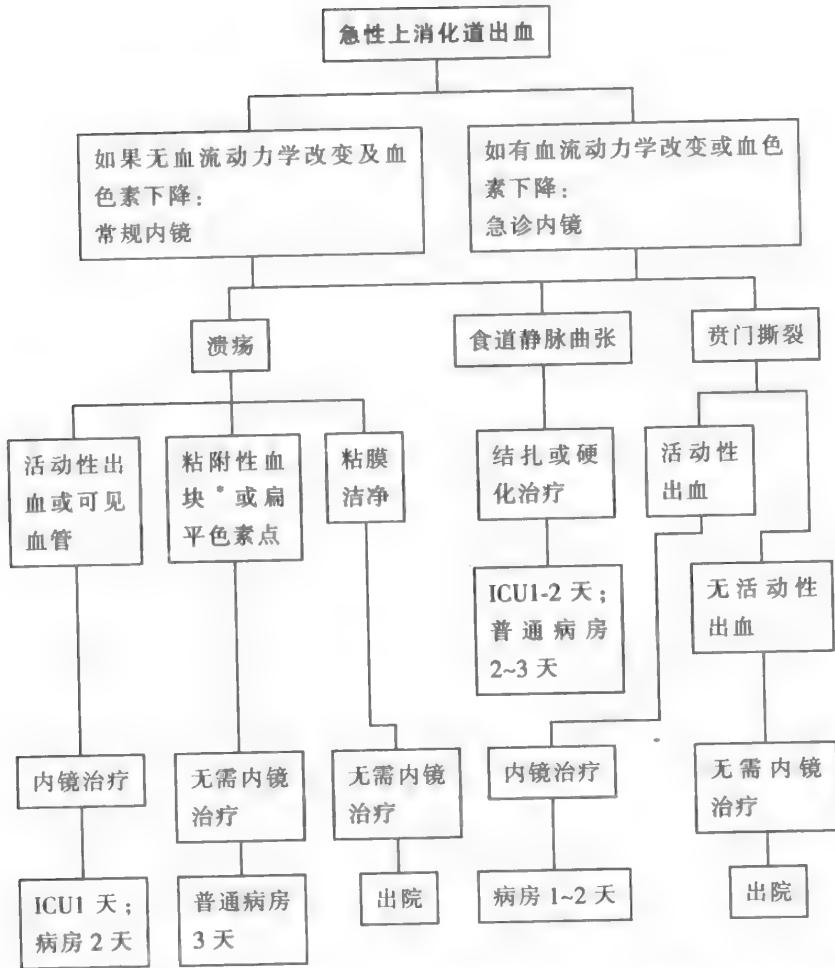 急性上消化道出血
如果无血流动力学改变及血
色素下降：
常规内镜
如有血流动力学改变或血色
素下降：
急诊内镜
溃疡
食道静脉曲张
贲门撕裂
活动性出
血或可见
血管
粘附性血
块*或扁
平色素点
粘膜
洁净
结扎或硬
化治疗
活动性
出血
ICU1-2 天；
普通病房
2~3 天
无活动性
出血
内镜治疗
无需内镜
治疗
无需内镜
治疗
内镜治疗
无需内镜
治疗
ICU1 天；
病房 2 天
普通病房
3 天
出院
病房 1~2 天
出院